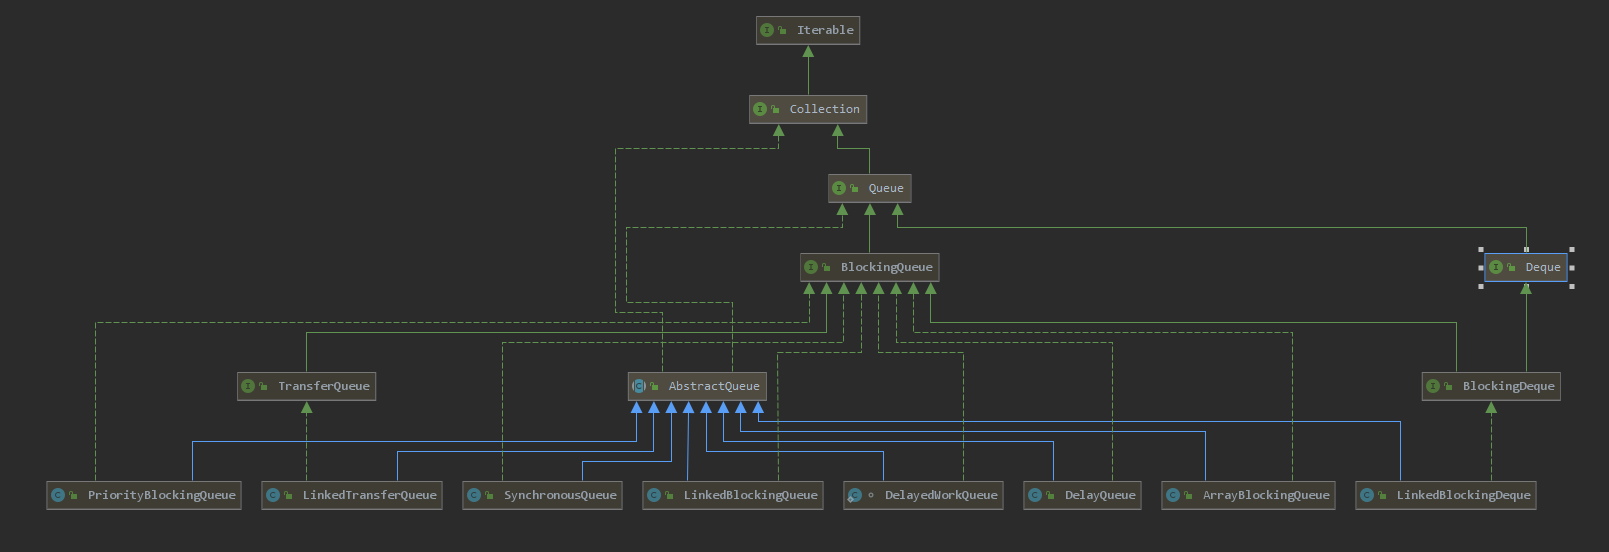 Iterable
Collection
Queue
BlockingQueue
Deque
TransferQueue
AbstractQueue
BlockingDeque
PriorityBlockingQueue
LinkedTransferQueue
SynchronousQueue
LinkedBlockingQueue
DelayedWorkQueue
DelayQueue
ArrayBlockingQueue
LinkedBlockingDeque